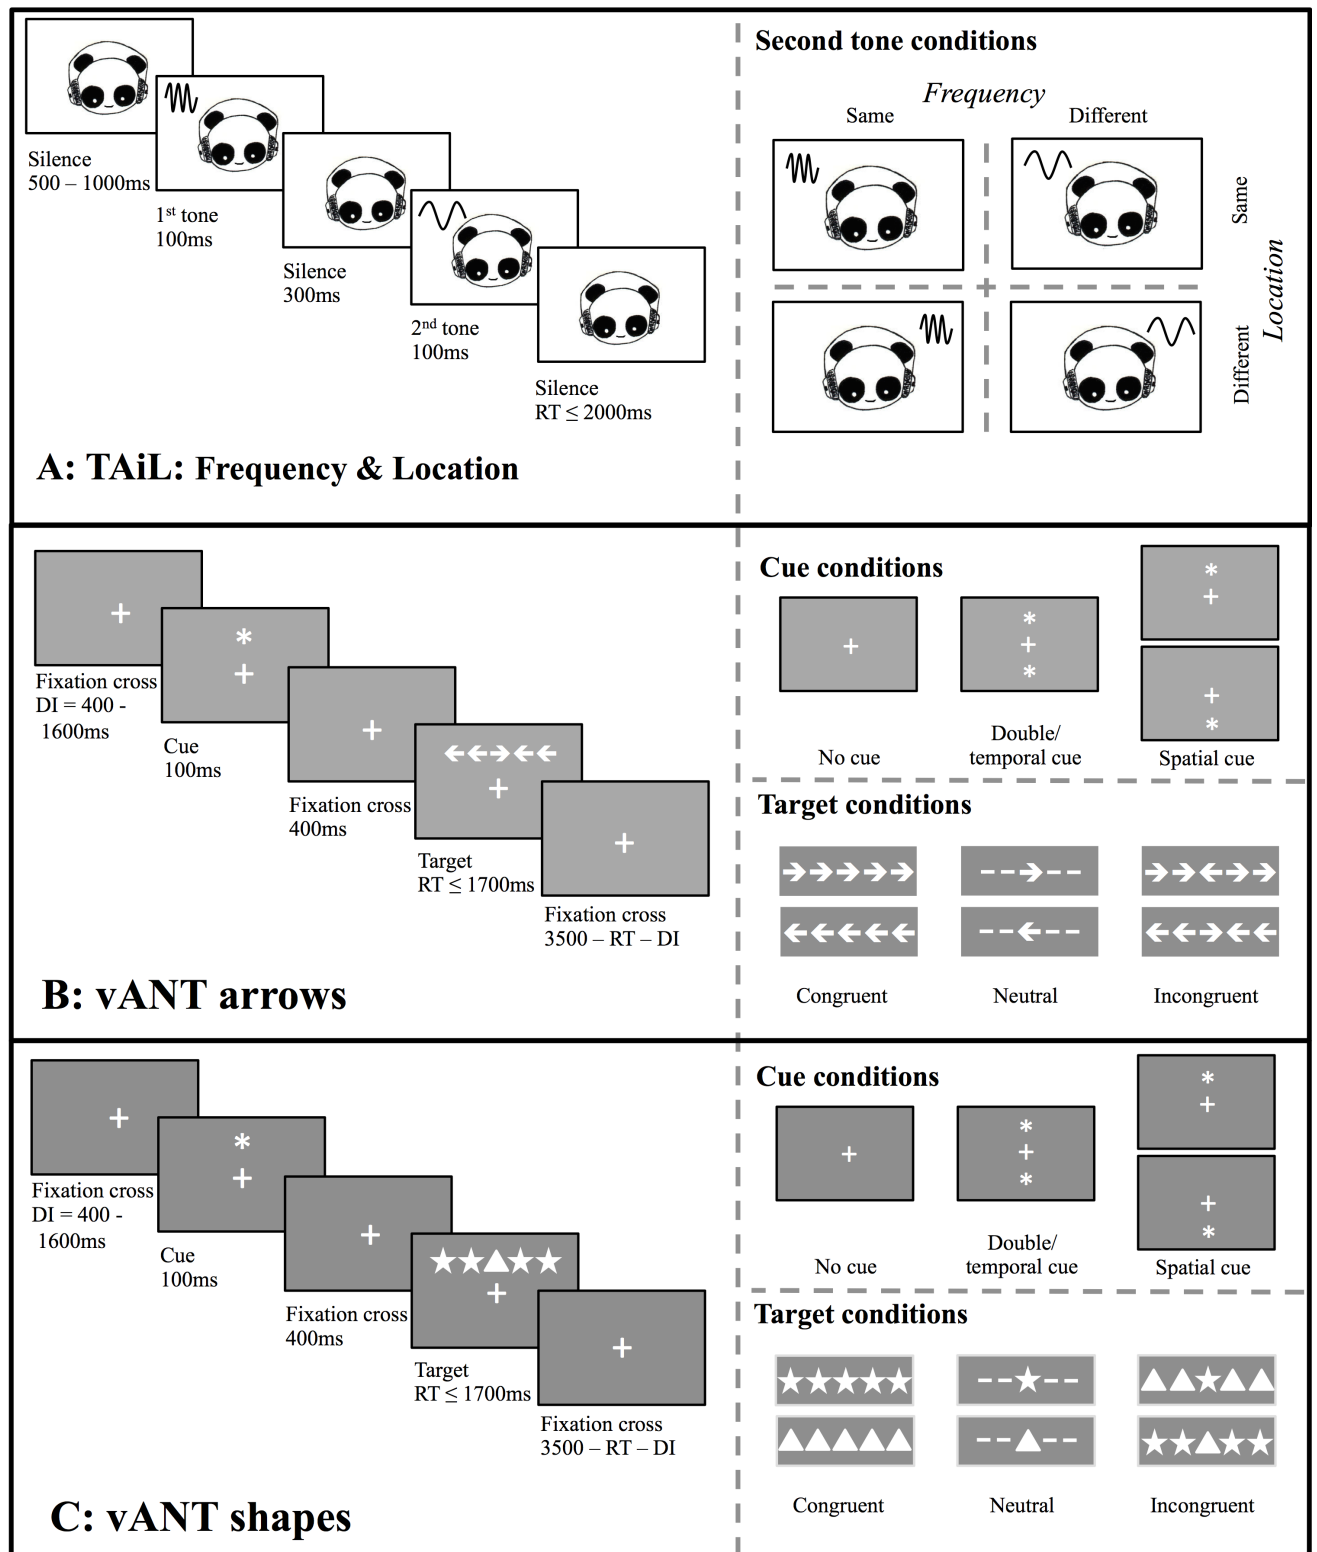 Silence
500 – 1000ms
1st tone
100ms
Silence
300ms
2nd tone
100ms
Silence
RT ≤ 2000ms
A: TAiL: Frequency & Location
Second tone conditions
Frequency
Same
Different
Same
Different
Location
Fixation cross
DI = 400 -
1600ms
Cue
100ms
Fixation cross
400ms
Target
RT ≤ 1700ms
Fixation cross
3500 – RT – DI
B: vANT arrows
Cue conditions
No cue
Double/
temporal cue
Spatial cue
Target conditions
Congruent
Neutral
Incongruent
Fixation cross
DI = 400 -
1600ms
Cue
100ms
Fixation cross
400ms
Target
RT ≤ 1700ms
Fixation cross
3500 – RT – DI
C: vANT shapes
Cue conditions
No cue
Double/
temporal cue
Spatial cue
Target conditions
Congruent
Neutral
Incongruent